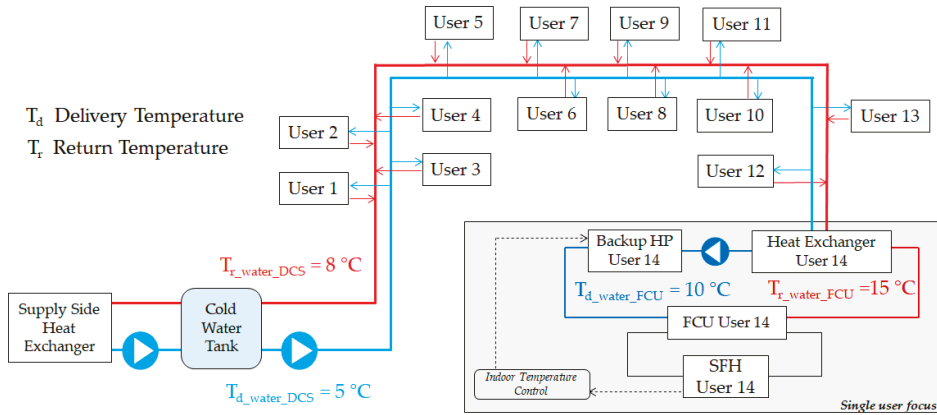 User 5
User 7
User 9
User 11
T_d Delivery Temperature
T_r Return Temperature
User 2
User 4
User 6
User 8
User 10
User 13
User 1
User 3
User 12
T_r_water_DCS = 8 °C
Supply Side
Heat
Exchanger
Cold
Water
Tank
T_d_water_DCS = 5 °C
Backup HP
User 14
Heat Exchanger
User 14
T_d_water_FCU = 10 °C
T_r_water_FCU =15 °C
FCU User 14
SFH
User 14
Indoor Temperature
Control
Single user focus